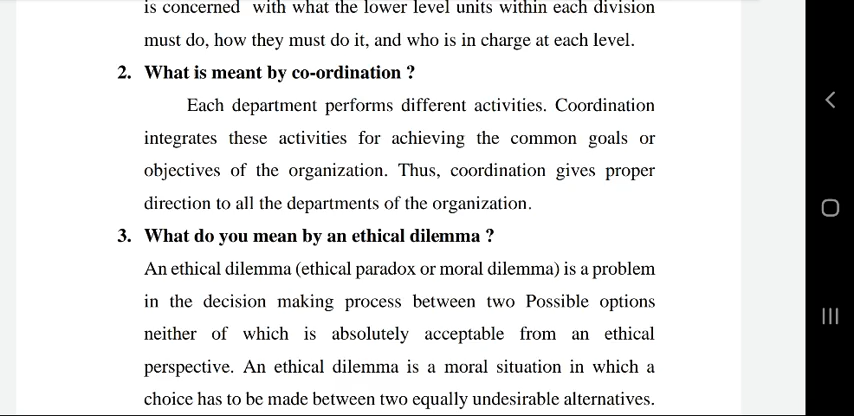 is concerned with what the lower level units within each division
must do, how they must do it, and who is in charge at each level.
2. What is meant by co-ordination ?
Each department performs different activities. Coordination
integrates these activities for achieving the common goals or
objectives of the organization. Thus, coordination gives proper
direction to all the departments of the organization.
3. What do you mean by an ethical dilemma ?
An ethical dilemma (ethical paradox or moral dilemma) is a problem
in the decision making process between two Possible options
neither of which is absolutely acceptable from an ethical
perspective. An ethical dilemma is a moral situation in which a
choice has to be made between two equally undesirable alternatives.